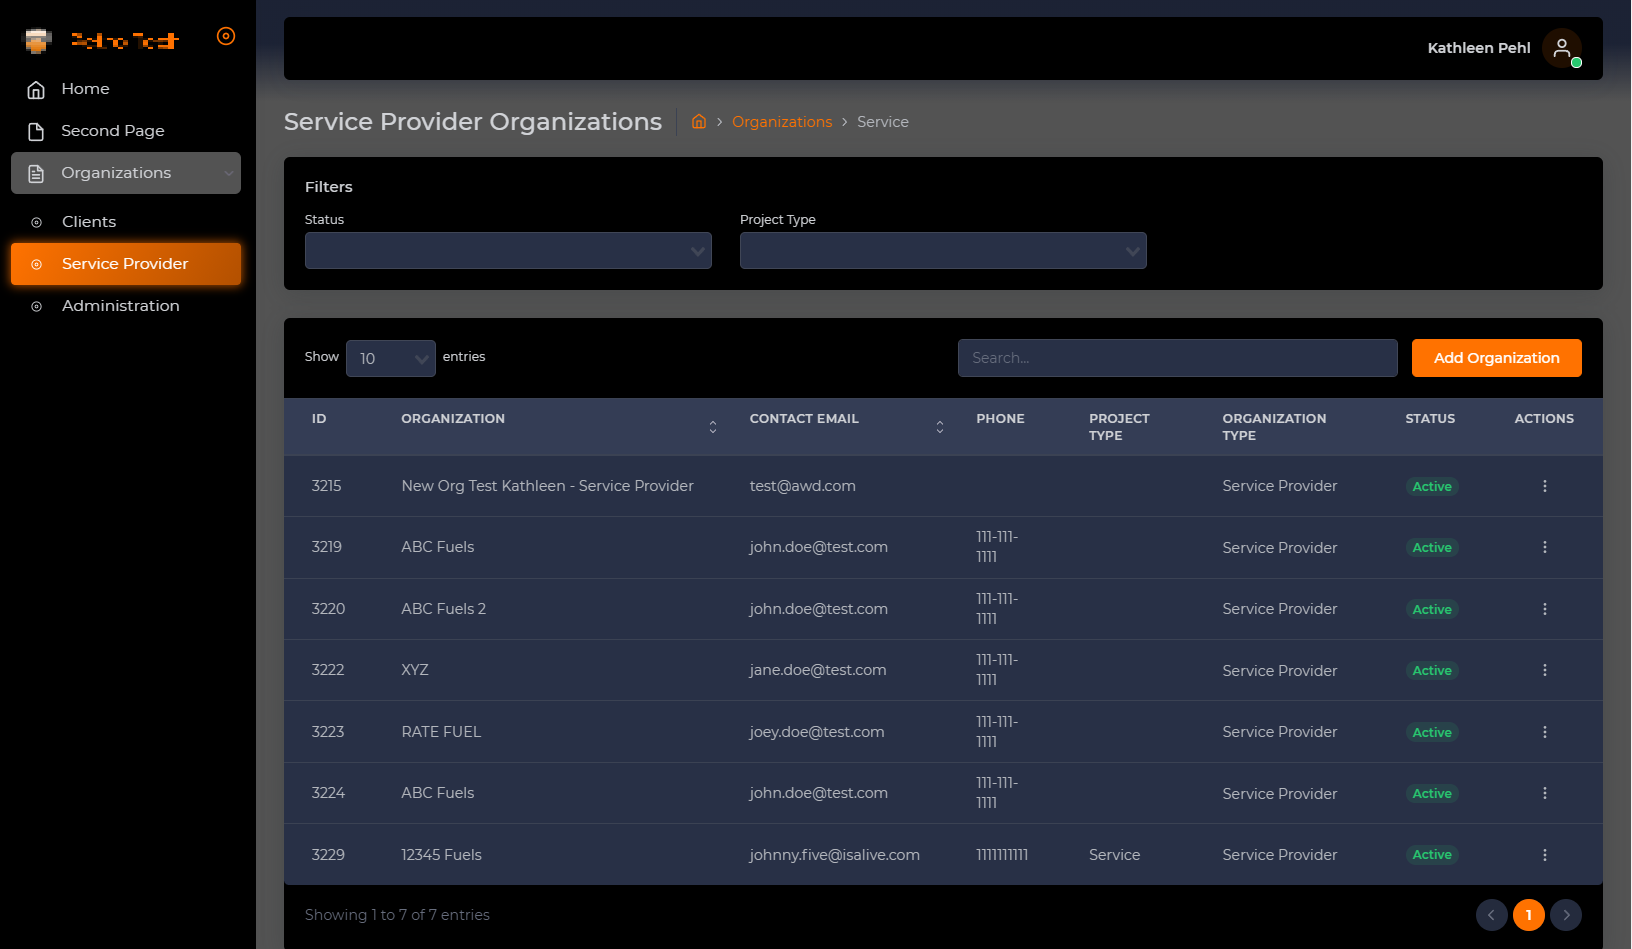 Kathleen Pehl
Home
Second Page
Organizations
Clients
Service Provider
Administration
Service Provider Organizations
Organizations
Service
Filters
Status
Project Type
Show 10 entries
Search...
Add Organization
ID ORGANIZATION CONTACT EMAIL PHONE PROJECT TYPE ORGANIZATION TYPE STATUS ACTIONS
3215 New Org Test Kathleen - Service Provider test@awd.com Service Provider Active
3219 ABC Fuels john.doe@test.com 111-111-1111 Service Provider Active
3220 ABC Fuels 2 john.doe@test.com 111-111-1111 Service Provider Active
3222 XYZ jane.doe@test.com 111-111-1111 Service Provider Active
3223 RATE FUEL joey.doe@test.com 111-111-1111 Service Provider Active
3224 ABC Fuels john.doe@test.com 111-111-1111 Service Provider Active
3229 12345 Fuels johnny.five@isalive.com 1111111111 Service Service Provider Active
Showing 1 to 7 of 7 entries
1